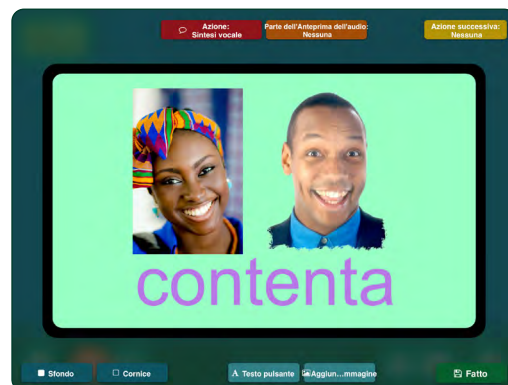 Azione:
Sintesi vocale
Parte dell'Anteprima dell'audio:
Nessuna
Azione successiva:
Nessuna
contenta
Sfondo
Cornice
A Testo pulsante
Aggiun...mmagine
Fatto